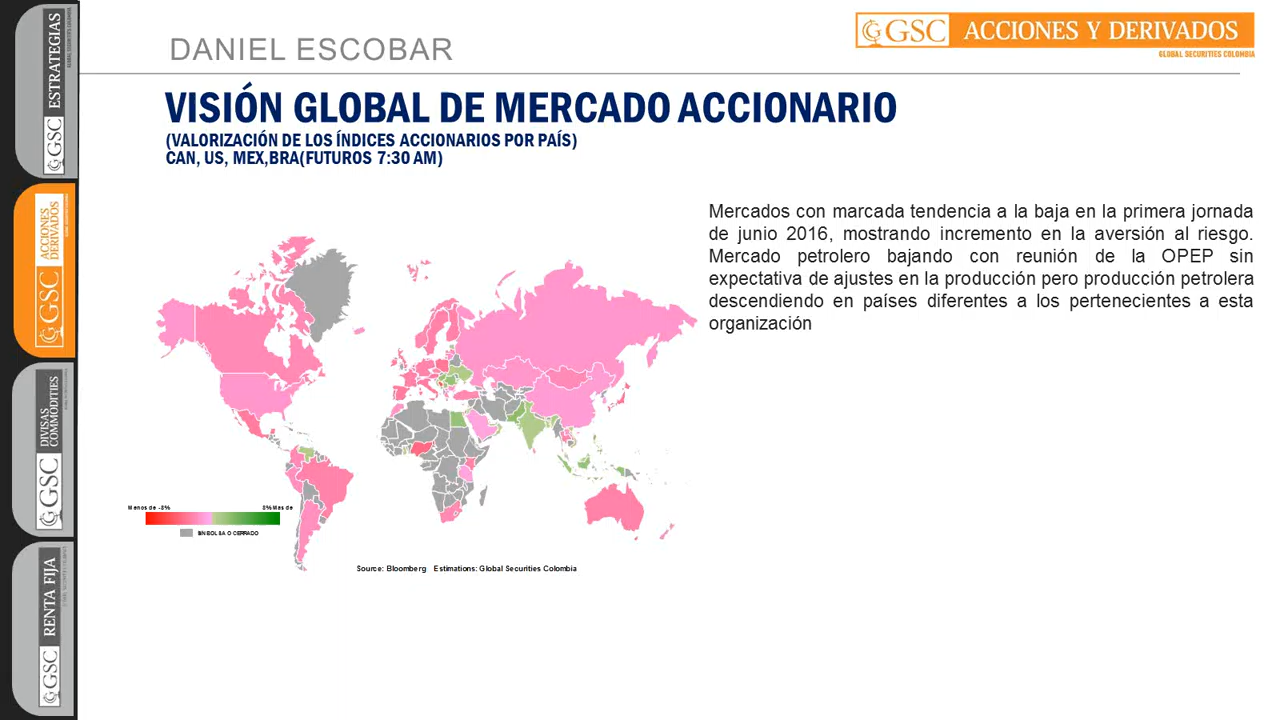 DANIEL ESCOBAR
GSC ACCIONES Y DERIVADOS
GLOBAL SECURITIES COLOMBIA
VISIÓN GLOBAL DE MERCADO ACCIONARIO
(VALORIZACIÓN DE LOS ÍNDICES ACCIONARIOS POR PAÍS)
CAN, US, MEX,BRA(FUTUROS 7:30 AM)
Mercados con marcada tendencia a la baja en la primera jornada
de junio 2016, mostrando incremento en la aversión al riesgo.
Mercado petrolero bajando con reunión de la OPEP sin
expectativa de ajustes en la producción pero producción petrolera
descendiendo en países diferentes a los pertenecientes a esta
organización
Menos de -8%
8% Mas de
SIN BOLSA O CERRADO
Source: Bloomberg Estimations: Global Securities Colombia
GSC ESTRATEGIAS
GSC ACCIONES
DERIVADOS
GSC DIVISAS
COMMODITIES
GSC RENTA FIJA